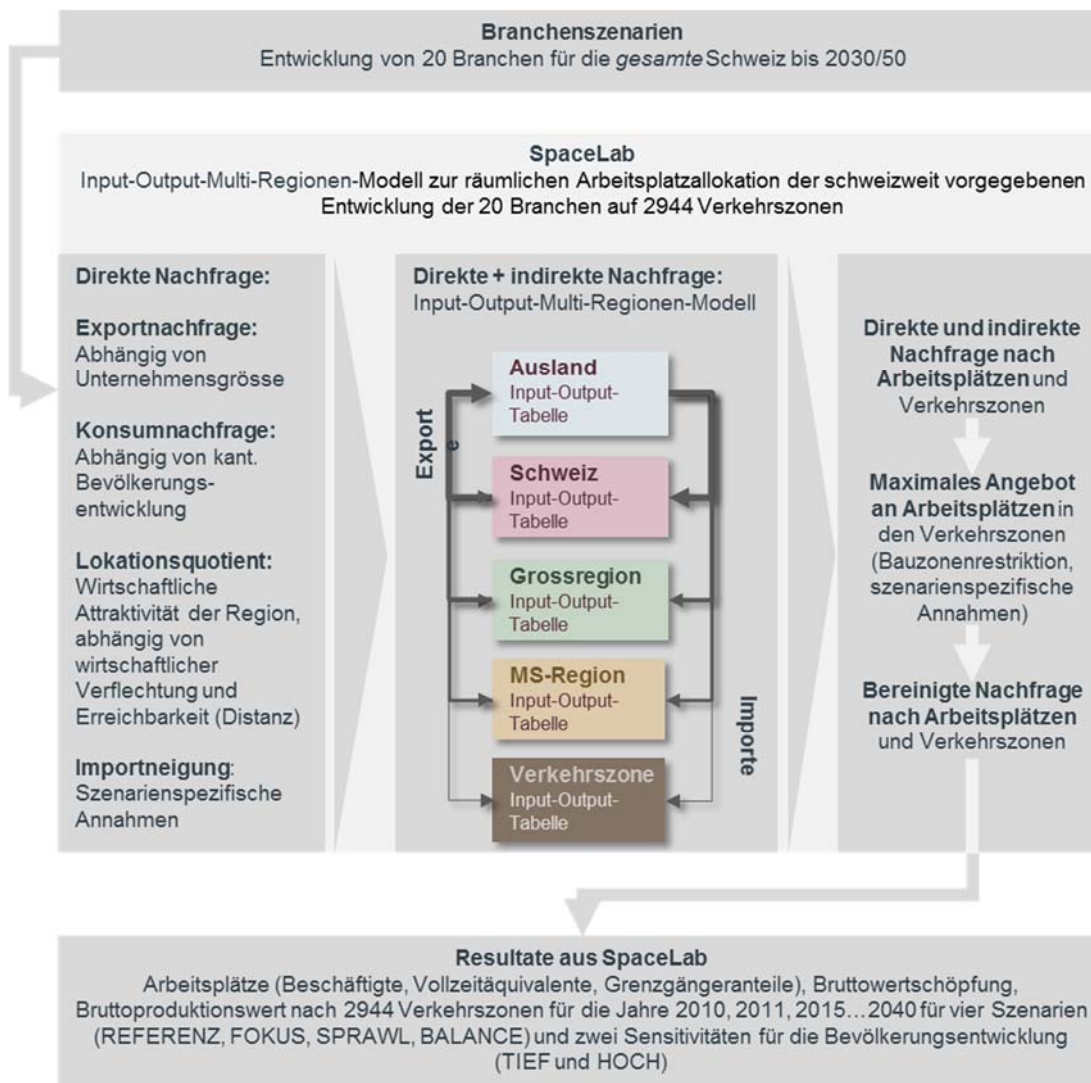 Branchenszenarien
Entwicklung von 20 Branchen für die gesamte Schweiz bis 2030/50
SpaceLab
Input-Output-Multi-Regionen-Modell zur räumlichen Arbeitsplatzallokation der schweizweit vorgegebenen
Entwicklung der 20 Branchen auf 2944 Verkehrszonen
Direkte Nachfrage:
Exportnachfrage:
Abhängig von
Unternehmensgrösse
Konsumnachfrage:
Abhängig von kant.
Bevölkerungs-
entwicklung
Lokationsquotient:
Wirtschaftliche
Attraktivität der Region,
abhängig von
wirtschaftlicher
Verflechtung und
Erreichbarkeit (Distanz)
Importneigung:
Szenarienspezifische
Annahmen
Direkte + indirekte Nachfrage:
Input-Output-Multi-Regionen-Modell
Export
e
Ausland
Input-Output-
Tabelle
Schweiz
Input-Output-
Tabelle
Grossregion
Input-Output-
Tabelle
MS-Region
Input-Output-
Tabelle
Verkehrszone
Input-Output-
Tabelle
Importe
Direkte und indirekte
Nachfrage nach
Arbeitsplätzen und
Verkehrszonen
Maximales Angebot
an Arbeitsplätzen in
den Verkehrszonen
(Bauzonenrestriktion,
szenarienspezifische
Annahmen)
Bereinigte Nachfrage
nach Arbeitsplätzen
und Verkehrszonen
Resultate aus SpaceLab
Arbeitsplätze (Beschäftigte, Vollzeitäquivalente, Grenzgängeranteile), Bruttowertschöpfung,
Bruttoproduktionswert nach 2944 Verkehrszonen für die Jahre 2010, 2011, 2015…2040 für vier Szenarien
(REFERENZ, FOKUS, SPRAWL, BALANCE) und zwei Sensitivitäten für die Bevölkerungsentwicklung
(TIEF und HOCH)